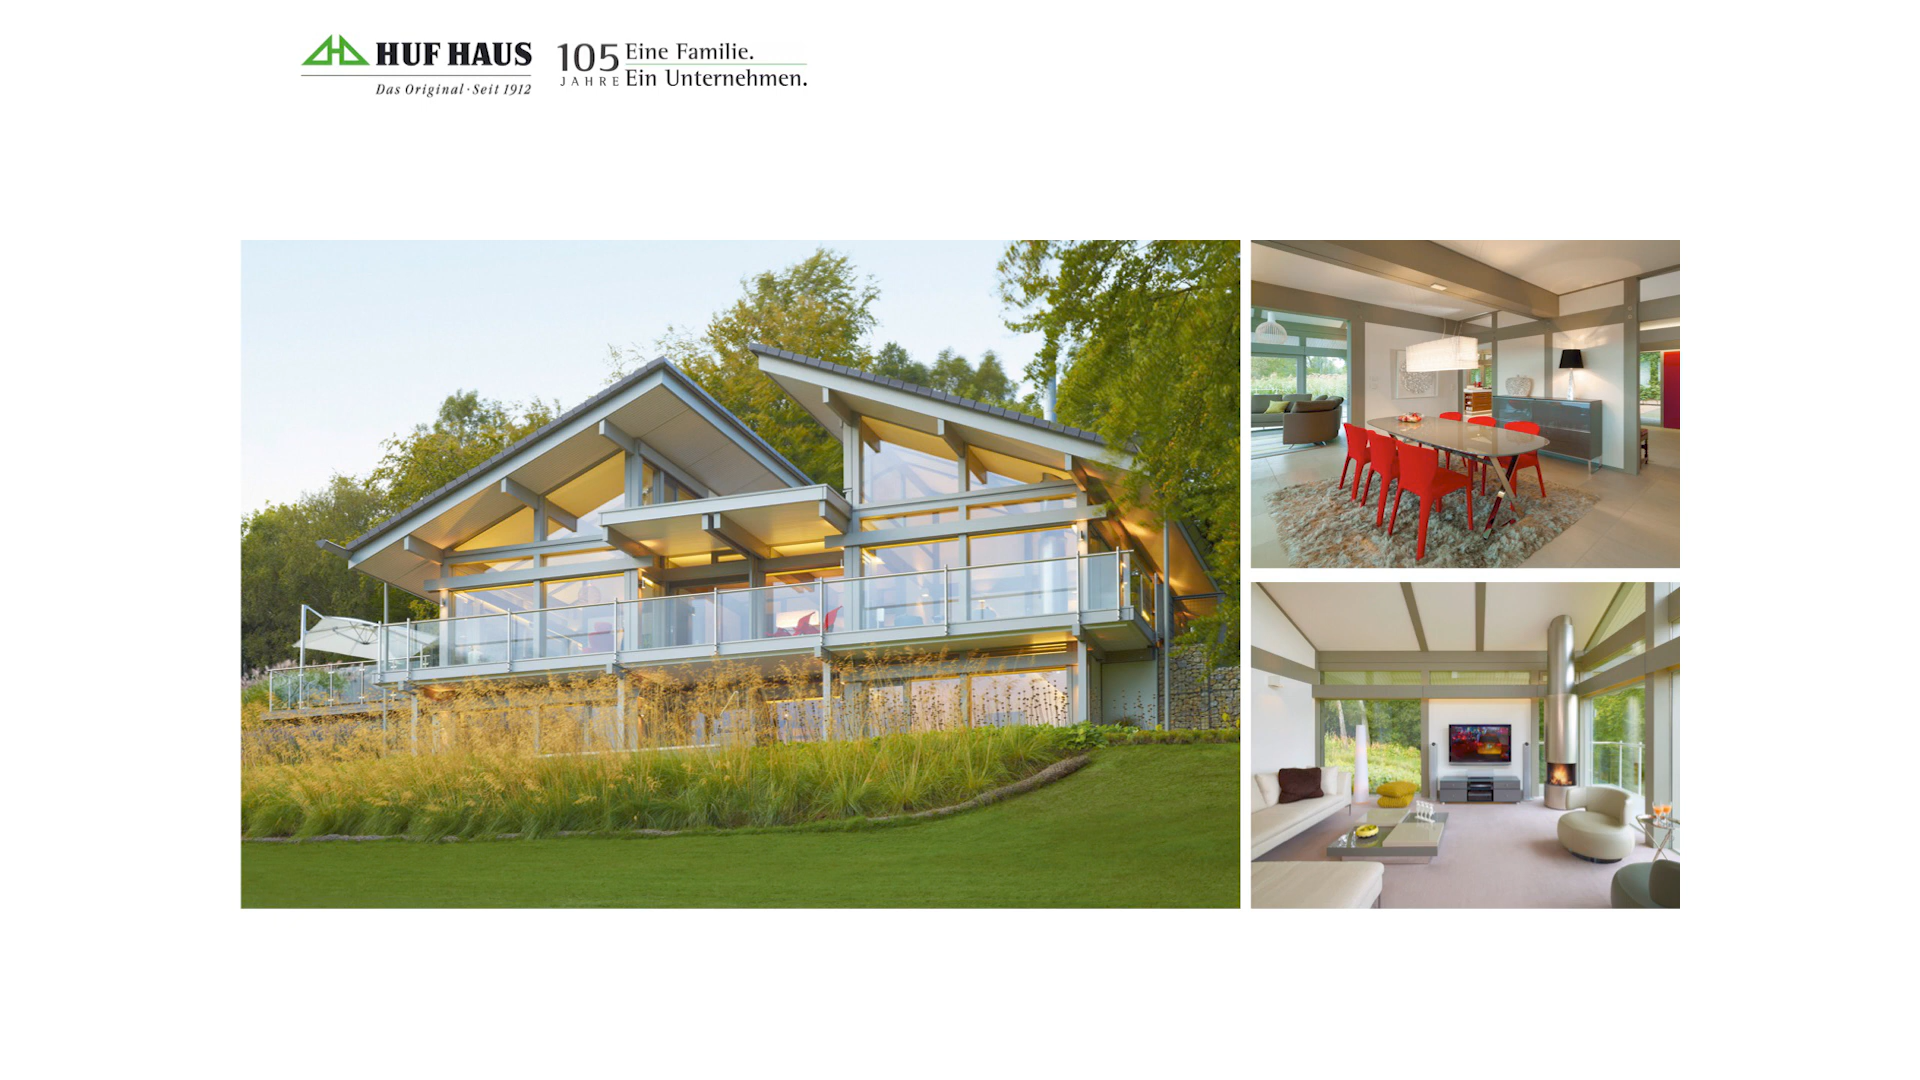 HUF HAUS
Das Original · Seit 1912
105 JAHRE
Eine Familie.
Ein Unternehmen.